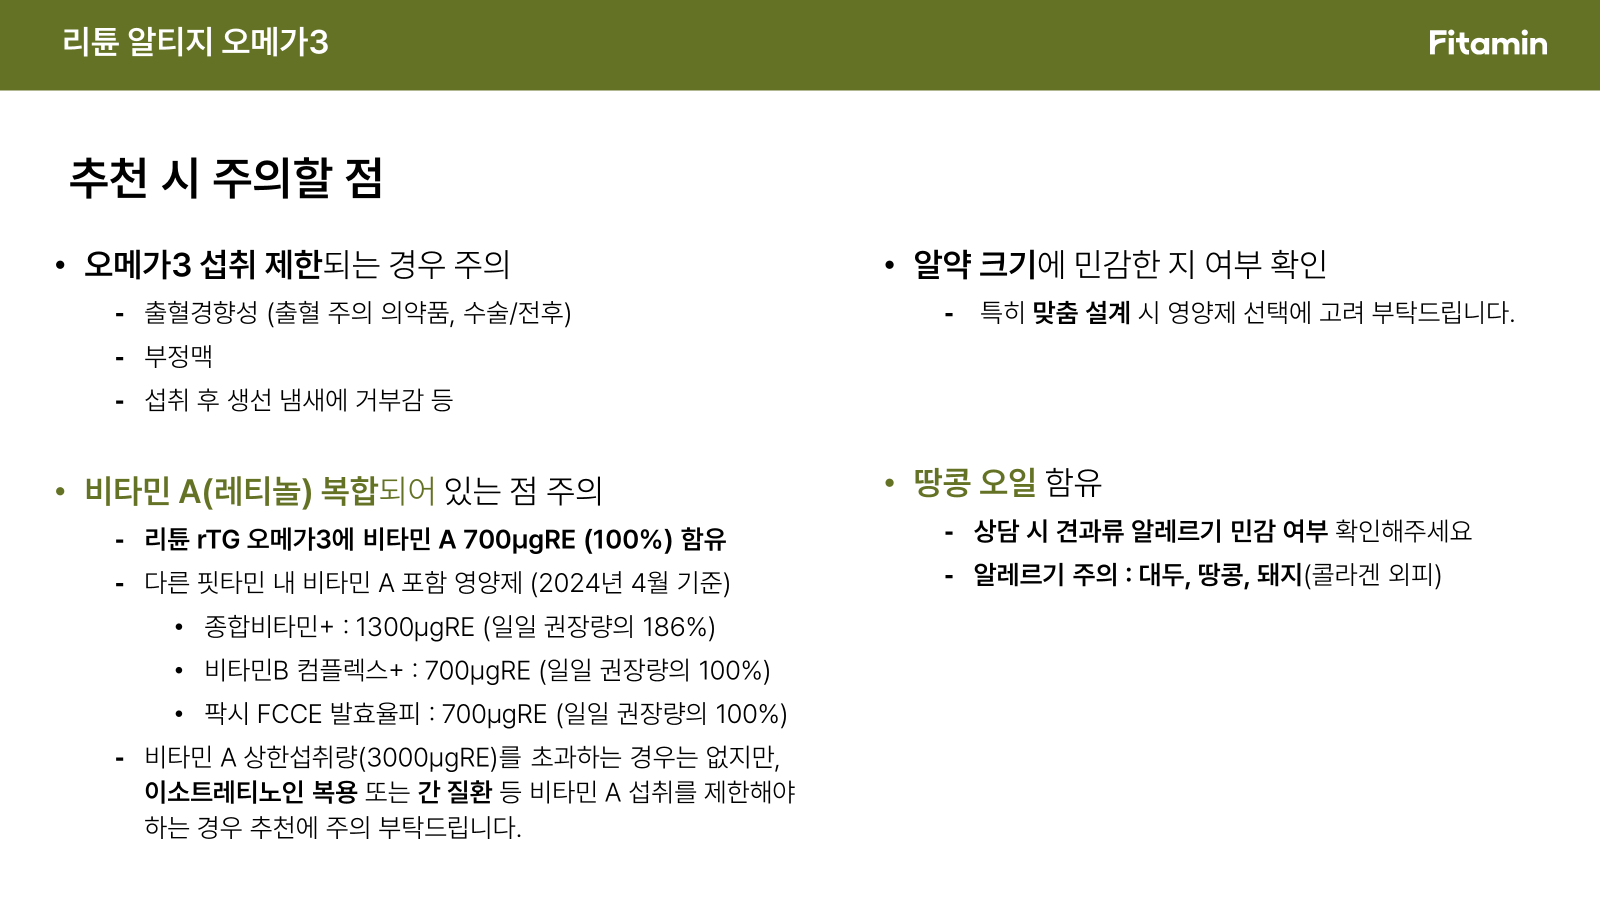 리튠 알티지 오메가3
Fitamin
추천 시 주의할 점
• 오메가3 섭취 제한되는 경우 주의
- 출혈경향성 (출혈 주의 의약품, 수술/전후)
- 부정맥
- 섭취 후 생선 냄새에 거부감 등
• 비타민 A(레티놀) 복합되어 있는 점 주의
- 리튠 rTG 오메가3에 비타민 A 700μgRE (100%) 함유
- 다른 핏타민 내 비타민 A 포함 영양제 (2024년 4월 기준)
• 종합비타민+ : 1300μgRE (일일 권장량의 186%)
• 비타민B 컴플렉스+ : 700μgRE (일일 권장량의 100%)
• 팍시 FCCE 발효율피 : 700μgRE (일일 권장량의 100%)
- 비타민 A 상한섭취량(3000μgRE)를 초과하는 경우는 없지만,
이소트레티노인 복용 또는 간 질환 등 비타민 A 섭취를 제한해야
하는 경우 추천에 주의 부탁드립니다.
• 알약 크기에 민감한 지 여부 확인
- 특히 맞춤 설계 시 영양제 선택에 고려 부탁드립니다.
• 땅콩 오일 함유
- 상담 시 견과류 알레르기 민감 여부 확인해주세요
- 알레르기 주의 : 대두, 땅콩, 돼지(콜라겐 외피)